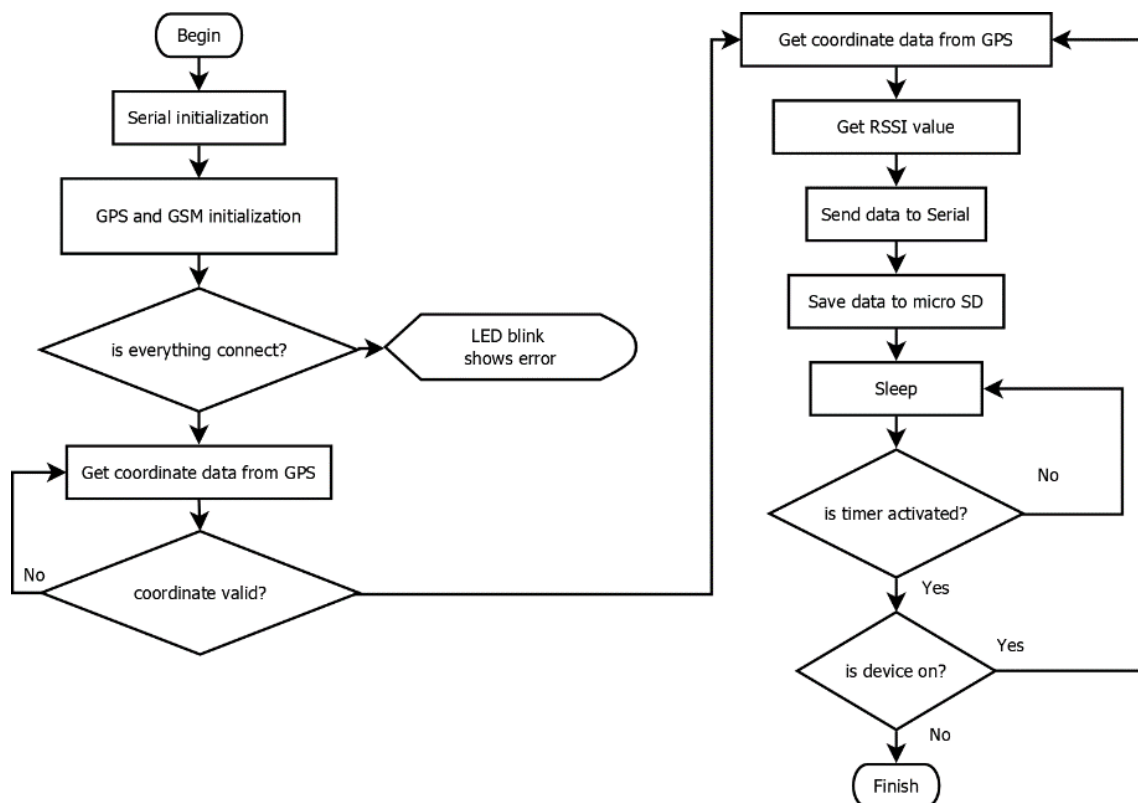 Begin
Serial initialization
GPS and GSM initialization
is everything connect?
LED blink
shows error
Get coordinate data from GPS
No
coordinate valid?
Get coordinate data from GPS
Get RSSI value
Send data to Serial
Save data to micro SD
Sleep
No
is timer activated?
Yes
Yes
is device on?
No
Finish